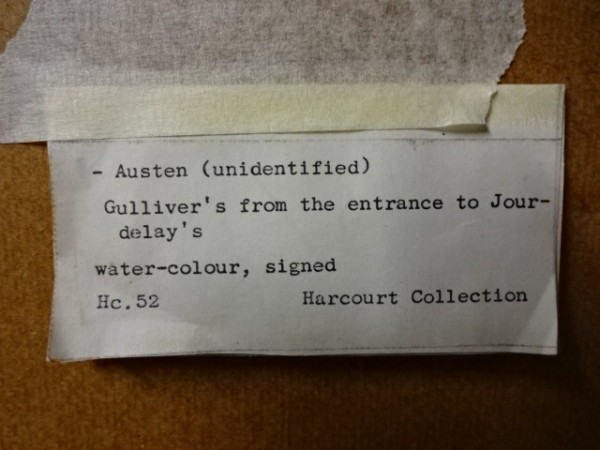 - Austen (unidentified)
Gulliver's from the entrance to Jour-
delay's
water-colour, signed
Hc.52 Harcourt Collection